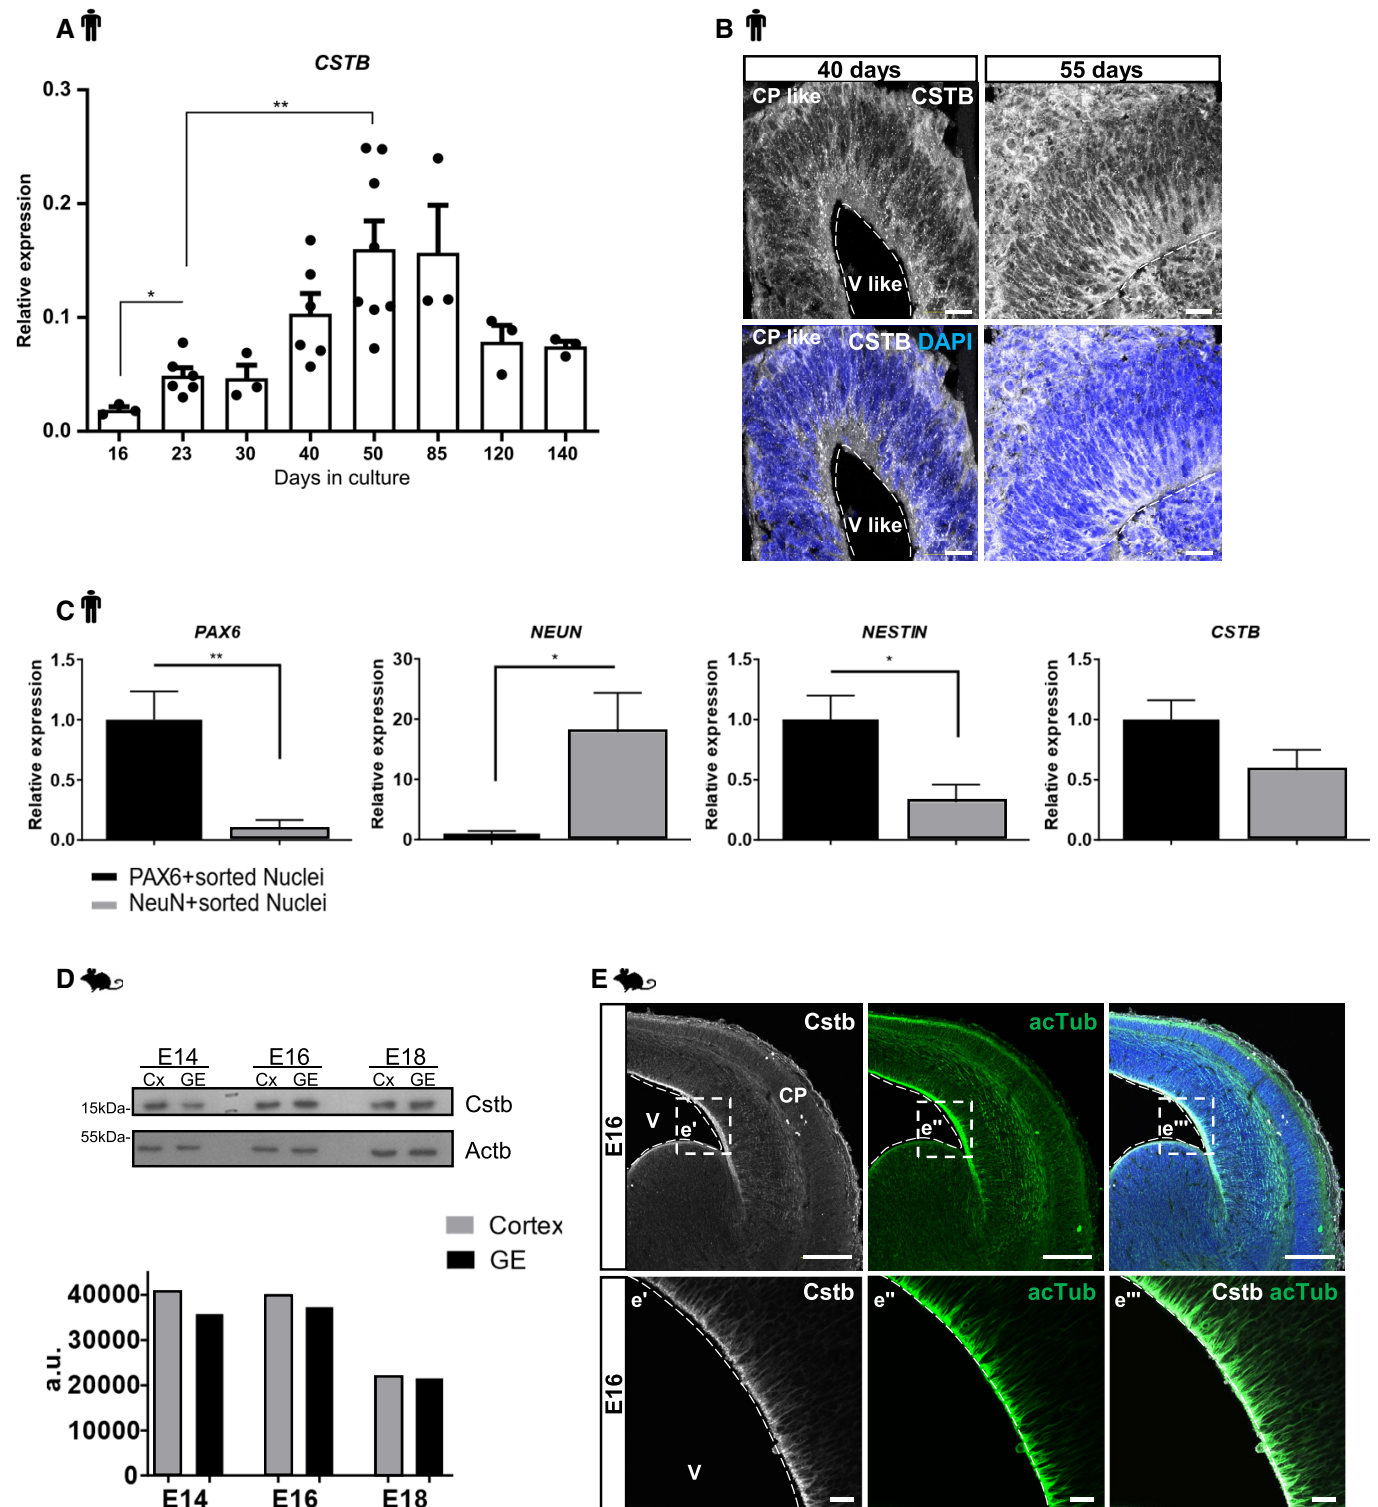 A
CSTB
Relative expression
0.3
0.2
0.1
0.0
**
*
16 23 30 40 50 85 120 140
Days in culture
B
40 days 55 days
CP like CSTB
V like
CP like CSTB DAPI
V like
C
PAX6
Relative expression
1.5
1.0
0.5
0.0
**
NEUN
Relative expression
30
20
10
0
*
NESTIN
Relative expression
1.5
1.0
0.5
0.0
*
CSTB
Relative expression
1.5
1.0
0.5
0.0
PAX6+sorted Nuclei
NeuN+sorted Nuclei
D
E14 E16 E18
Cx GE Cx GE Cx GE
15kDa- Cstb
55kDa- Actb
Cortex
GE
a.u.
40000
30000
20000
10000
0
E14 E16 E18
E
E16
Cstb
CP
V
e'
acTub
e''
e'''
E16
e' Cstb
V
e'' acTub
e''' Cstb acTub